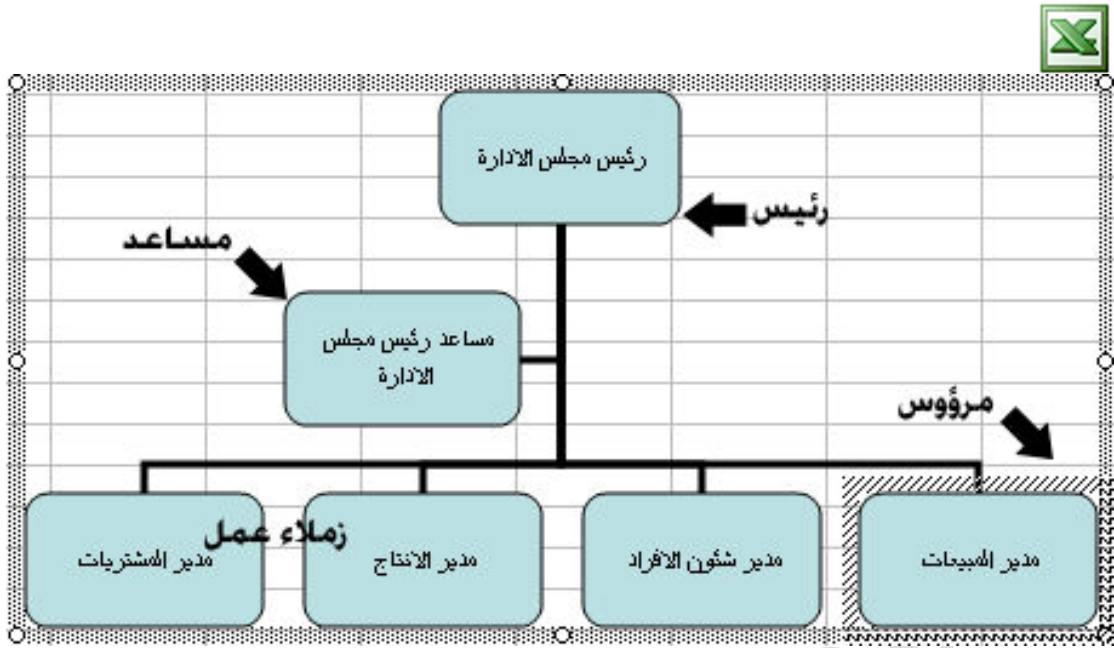 رئيس مجلس الادارة
رئيس
مساعد
مساعد رئيس مجلس
الادارة
مرؤوس
مدير المبيعات
مدير شئون الافراد
مدير الانتاج
زملاء عمل
مدير المشتريات